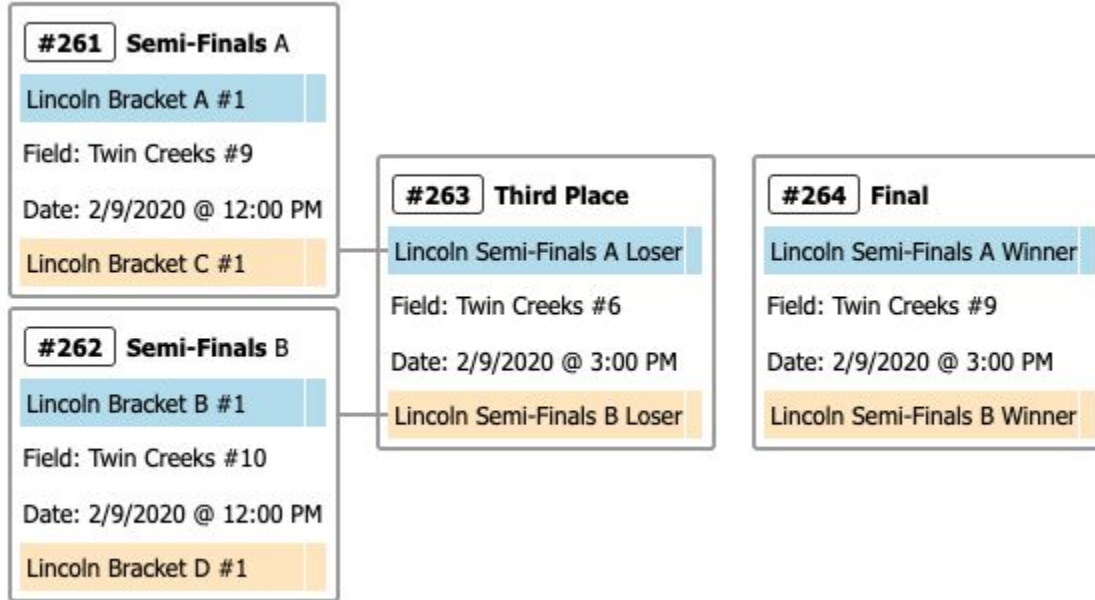 #261 Semi-Finals A
Lincoln Bracket A #1
Field: Twin Creeks #9
Date: 2/9/2020 @ 12:00 PM
Lincoln Bracket C #1
#262 Semi-Finals B
Lincoln Bracket B #1
Field: Twin Creeks #10
Date: 2/9/2020 @ 12:00 PM
Lincoln Bracket D #1
#263 Third Place
Lincoln Semi-Finals A Loser
Field: Twin Creeks #6
Date: 2/9/2020 @ 3:00 PM
Lincoln Semi-Finals B Loser
#264 Final
Lincoln Semi-Finals A Winner
Field: Twin Creeks #9
Date: 2/9/2020 @ 3:00 PM
Lincoln Semi-Finals B Winner